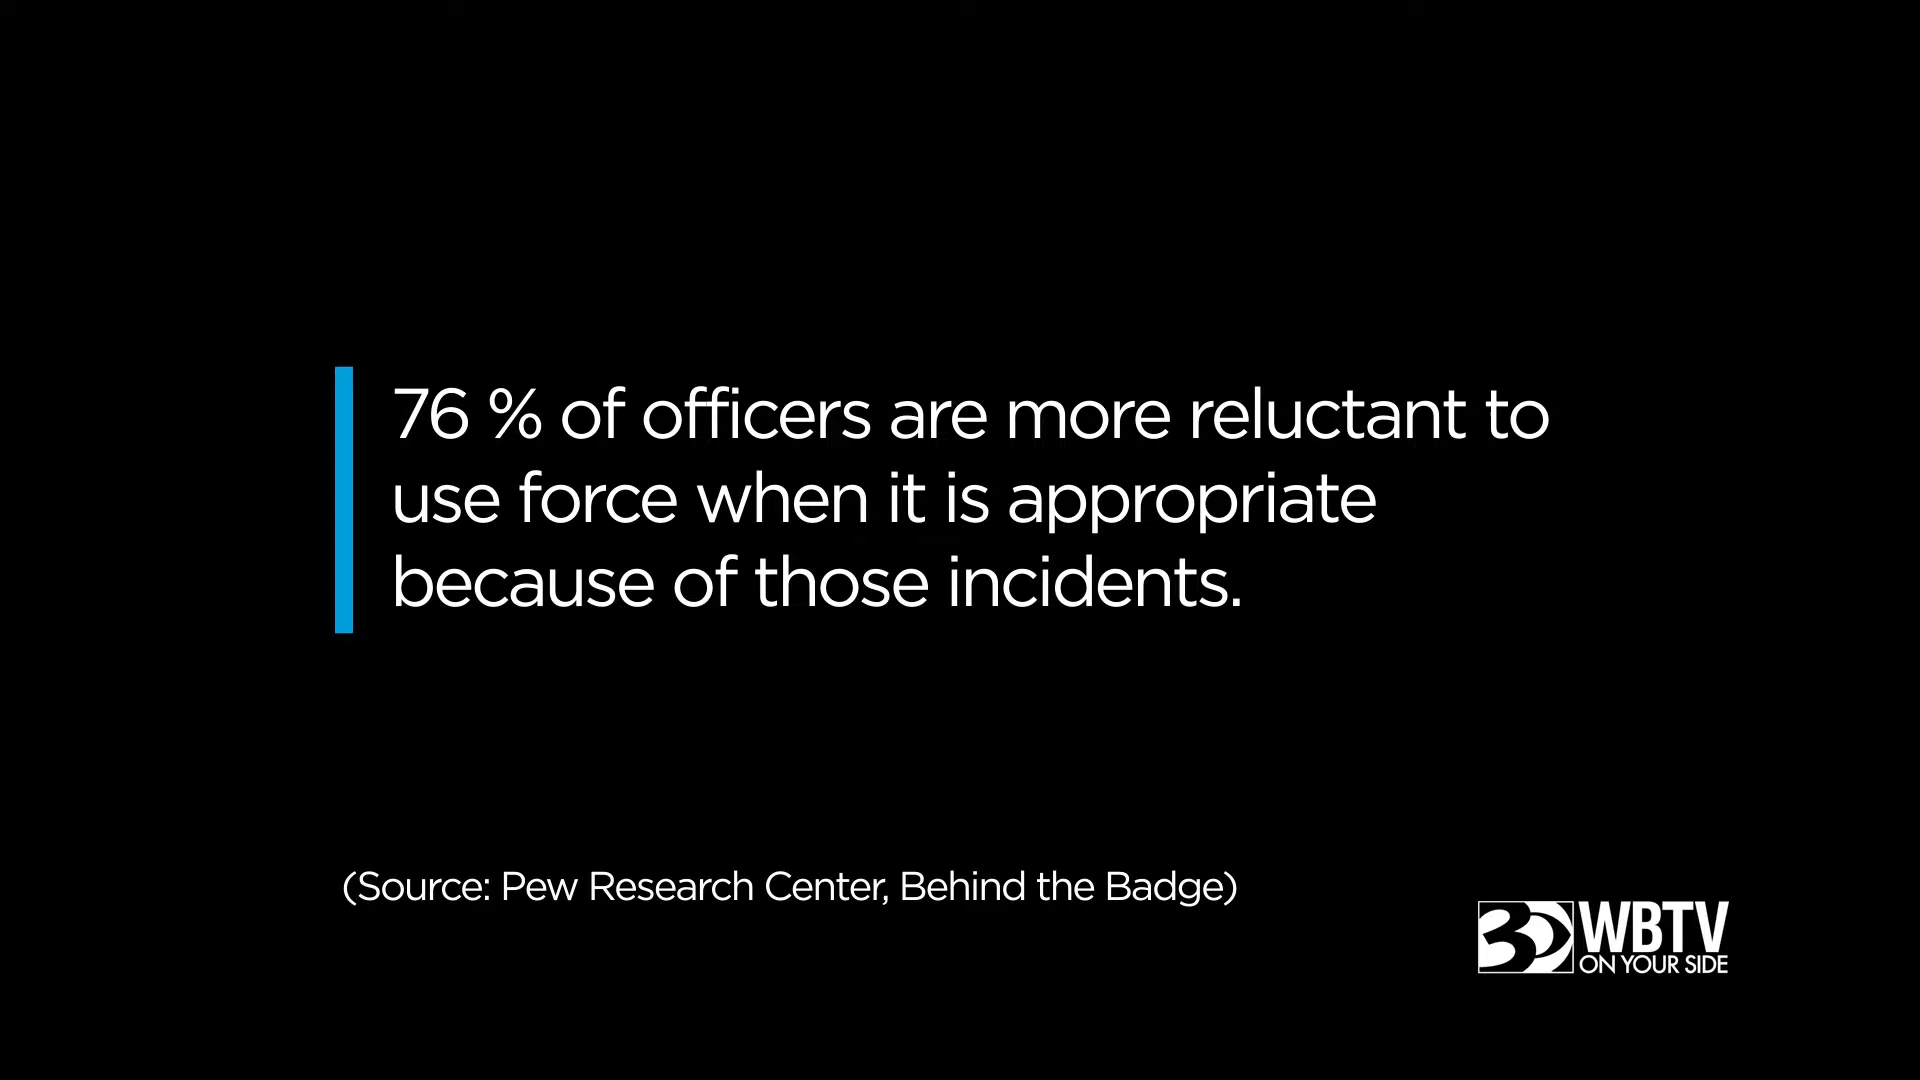 76 % of officers are more reluctant to
use force when it is appropriate
because of those incidents.
(Source: Pew Research Center, Behind the Badge)
3 WBTV
ON YOUR SIDE